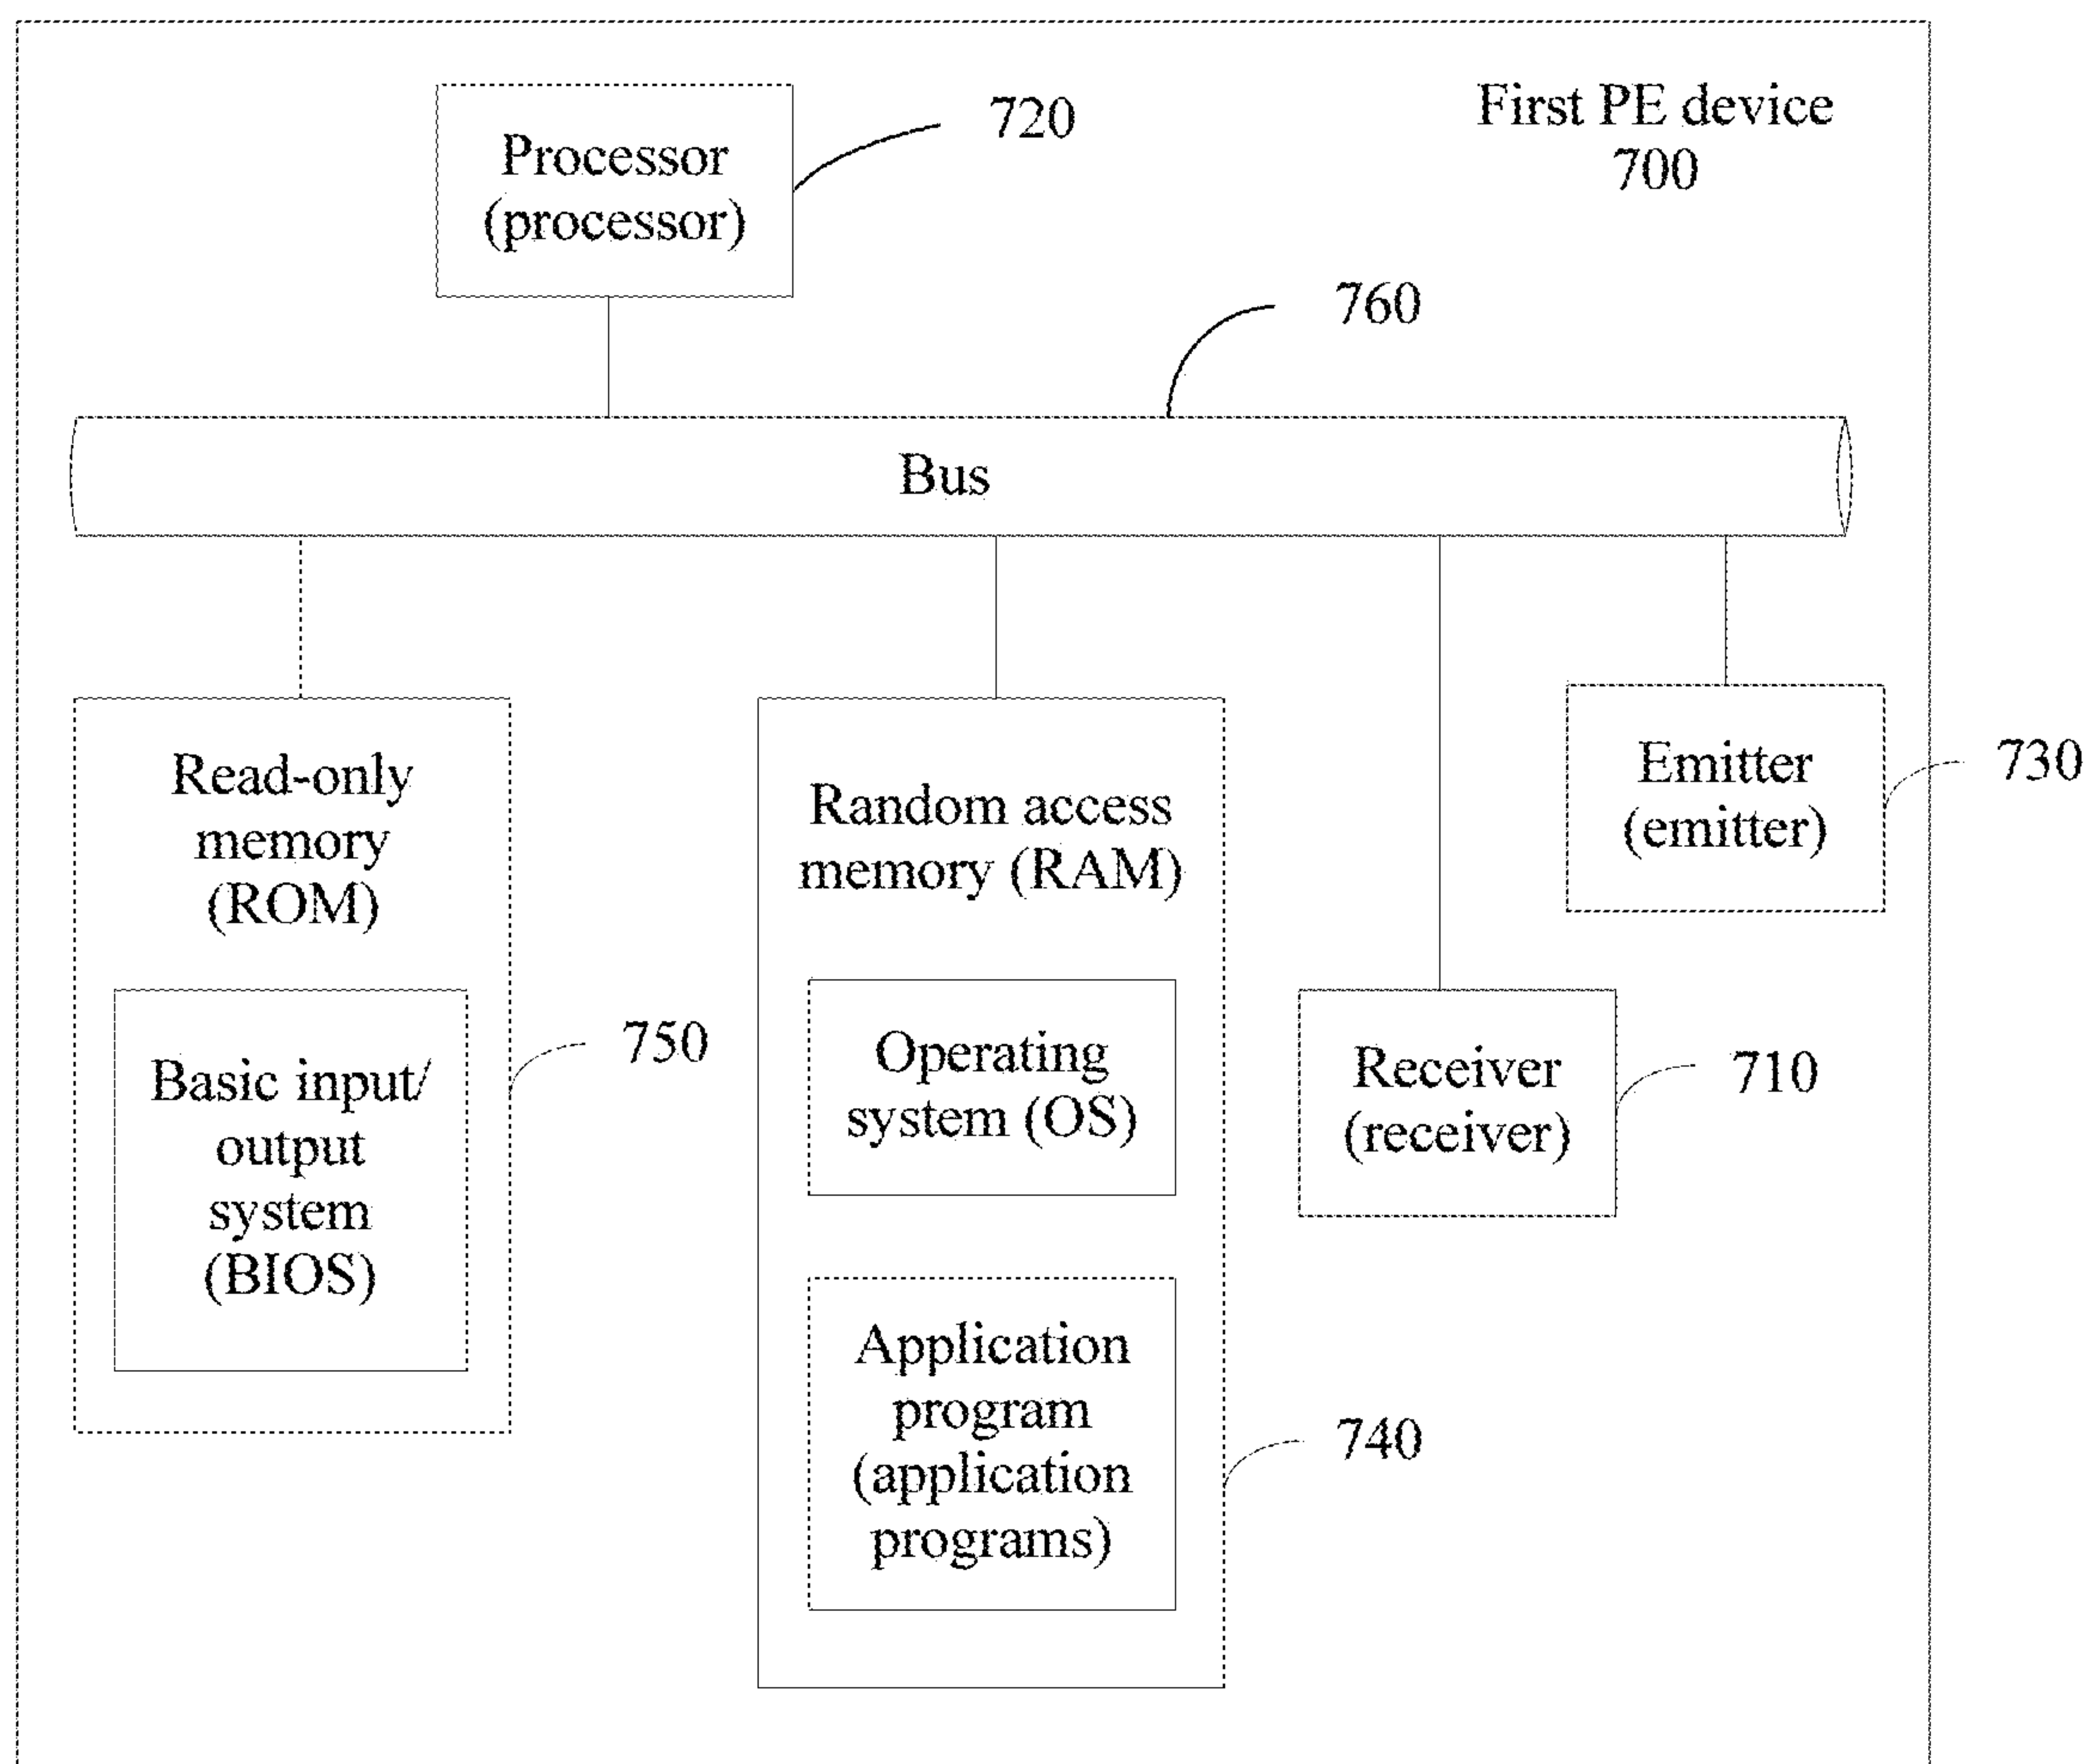 First PE device
700
Processor
(processor)
720
760
Bus
Read-only
memory
(ROM)
Basic input/
output
system
(BIOS)
750
Random access
memory (RAM)
Operating
system (OS)
Application
program
(application
programs)
740
Receiver
(receiver)
710
Emitter
(emitter)
730